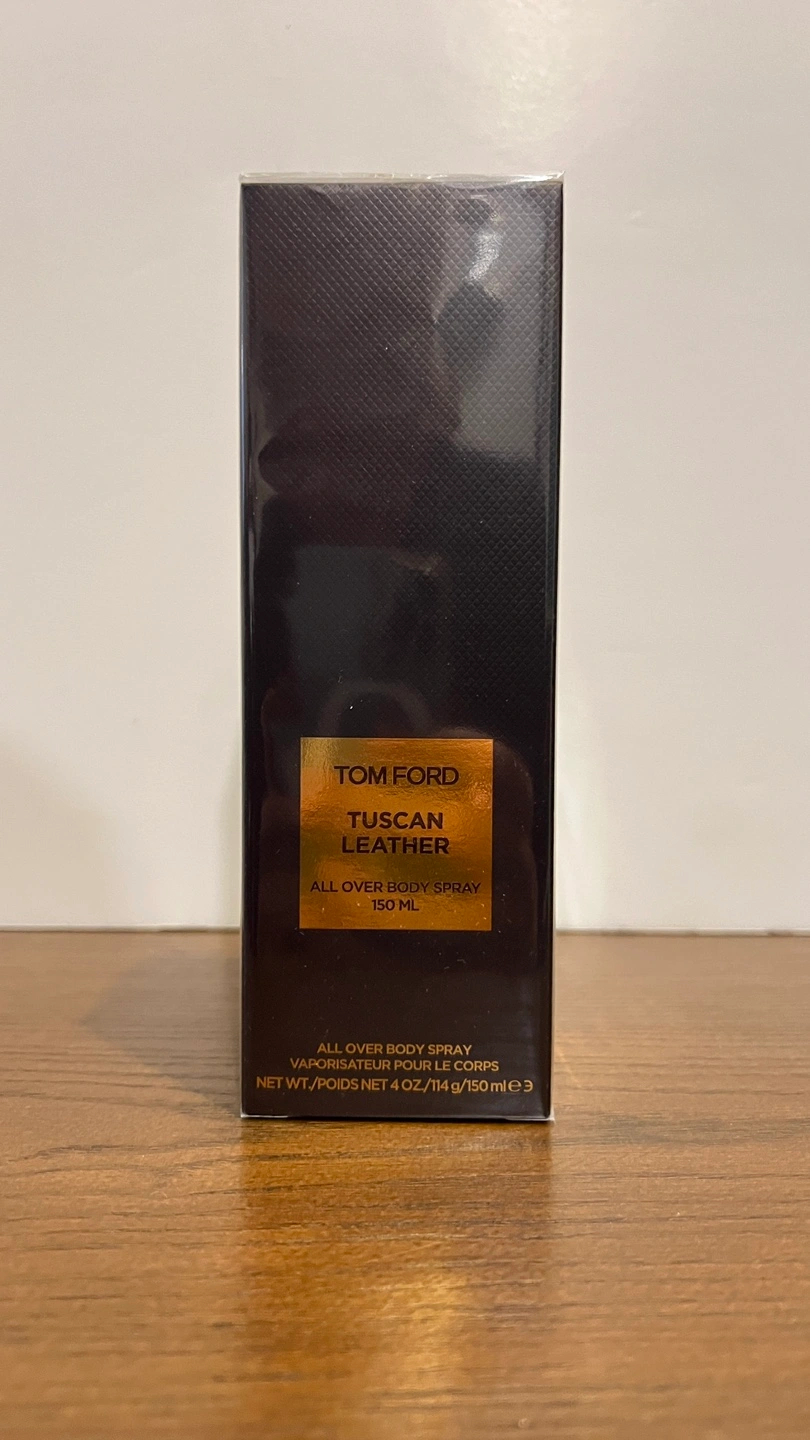 TOM FORD
TUSCAN
LEATHER
ALL OVER BODY SPRAY
150 ML
ALL OVER BODY SPRAY
VAPORISATEUR POUR LE CORPS
NET WT./POIDS NET 4 OZ./114 g/150 ml ℮ Э